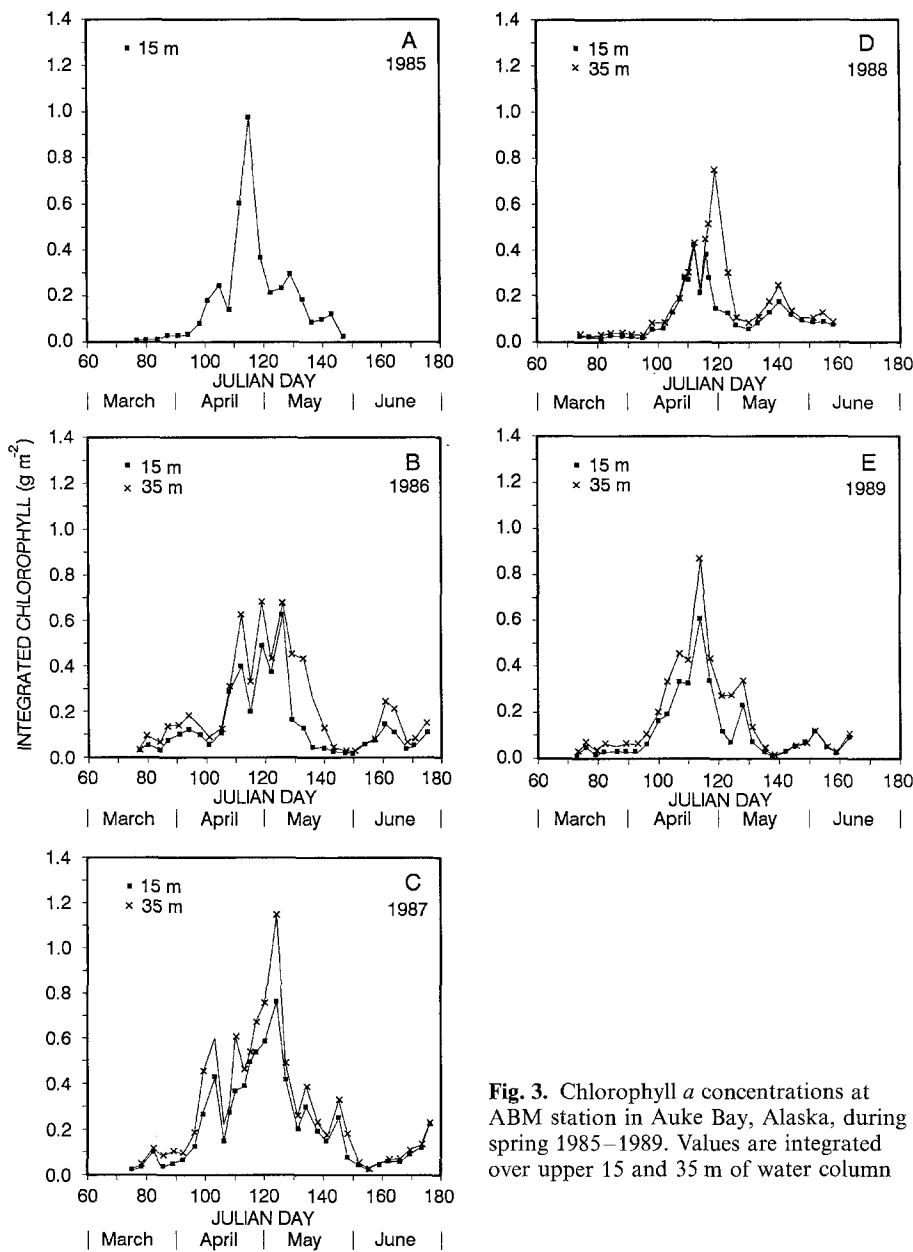 INTEGRATED CHLOROPHYLL (g m⁻²)
A
1985
▪ 15 m
1.4
1.2
1.0
0.8
0.6
0.4
0.2
0.0
60 80 100 120 140 160 180
JULIAN DAY
| March | April | May | June |
B
1986
▪ 15 m
× 35 m
1.4
1.2
1.0
0.8
0.6
0.4
0.2
0.0
60 80 100 120 140 160 180
JULIAN DAY
| March | April | May | June |
C
1987
▪ 15 m
× 35 m
1.4
1.2
1.0
0.8
0.6
0.4
0.2
0.0
60 80 100 120 140 160 180
JULIAN DAY
| March | April | May | June |
D
1988
▪ 15 m
× 35 m
1.4
1.2
1.0
0.8
0.6
0.4
0.2
0.0
60 80 100 120 140 160 180
JULIAN DAY
| March | April | May | June |
E
1989
▪ 15 m
× 35 m
1.4
1.2
1.0
0.8
0.6
0.4
0.2
0.0
60 80 100 120 140 160 180
JULIAN DAY
| March | April | May | June |
Fig. 3. Chlorophyll a concentrations at
ABM station in Auke Bay, Alaska, during
spring 1985–1989. Values are integrated
over upper 15 and 35 m of water column